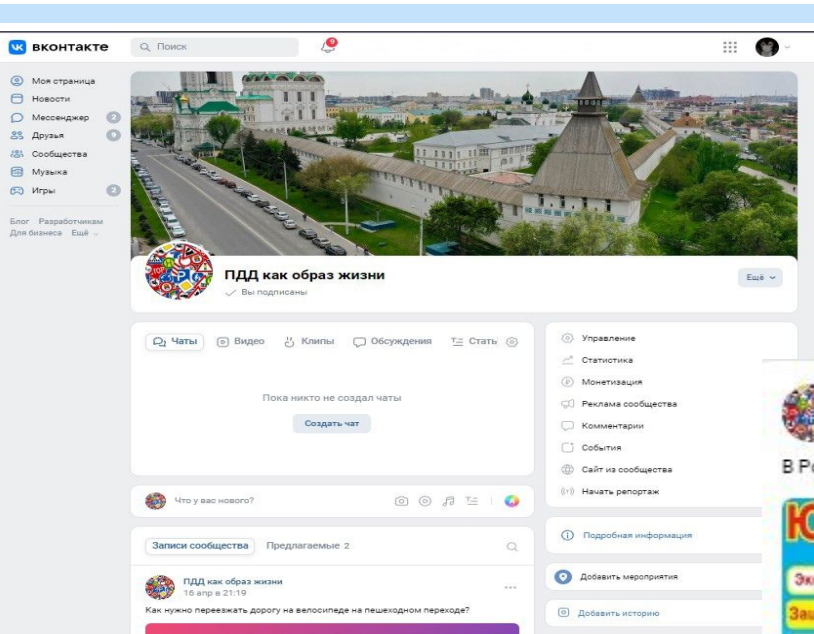 вконтакте
Поиск
9
Моя страница
Новости
Мессенджер 2
Друзья 9
Сообщества
Музыка
Игры 2
Блог Разработчикам
Для бизнеса Ещё
ПДД как образ жизни
Вы подписаны
Ещё
Чаты Видео Клипы Обсуждения Стать
Пока никто не создал чаты
Создать чат
Что у вас нового?
Записи сообщества Предлагаемые 2
ПДД как образ жизни
16 апр в 21:19
Как нужно переезжать дорогу на велосипеде на пешеходном переходе?
Управление
Статистика
Монетизация
Реклама сообщества
Комментарии
События
Сайт из сообщества
Начать репортаж
Подробная информация
Добавить мероприятия
Добавить историю
В Ро
Ю
Эк
Защ